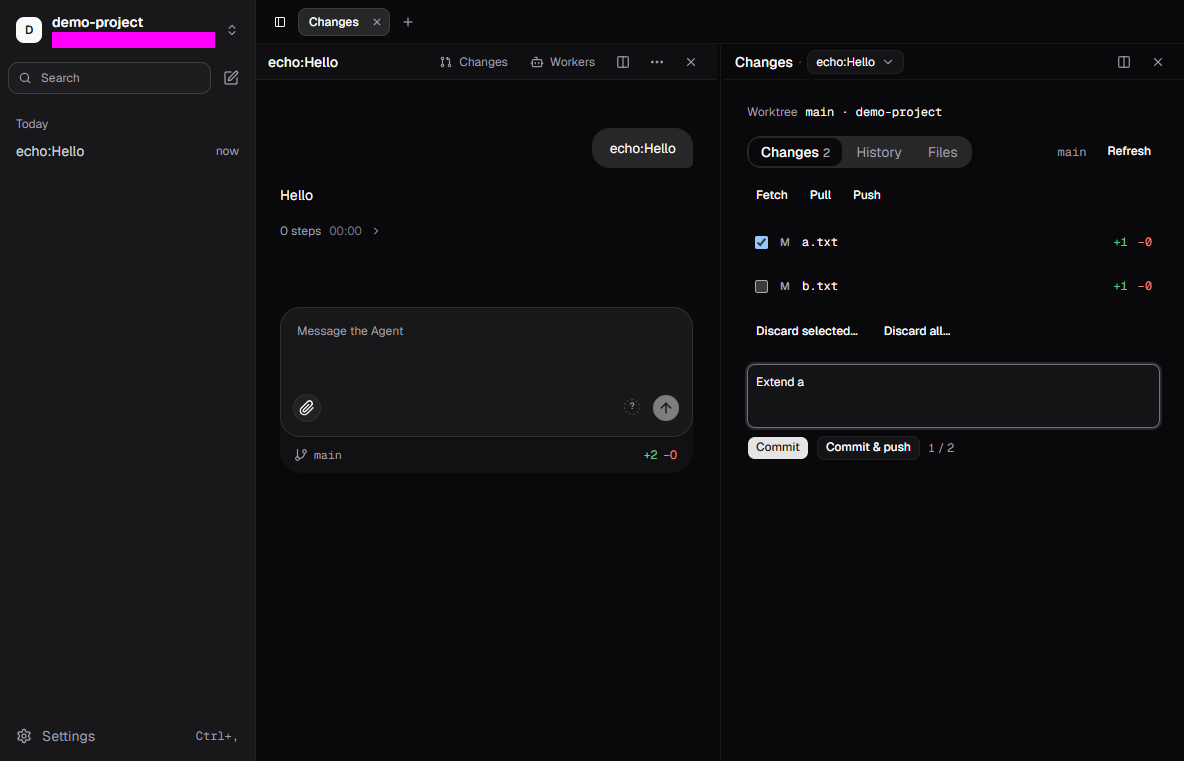 D
demo-project
Search
Today
echo:Hello now
Settings Ctrl+,
Changes
echo:Hello Changes Workers
echo:Hello
Hello
0 steps 00:00
Message the Agent
?
main +2 −0
Changes · echo:Hello
Worktree main · demo-project
Changes 2 History Files main Refresh
Fetch Pull Push
M a.txt +1 −0
M b.txt +1 −0
Discard selected… Discard all…
Extend a
Commit Commit & push 1 / 2